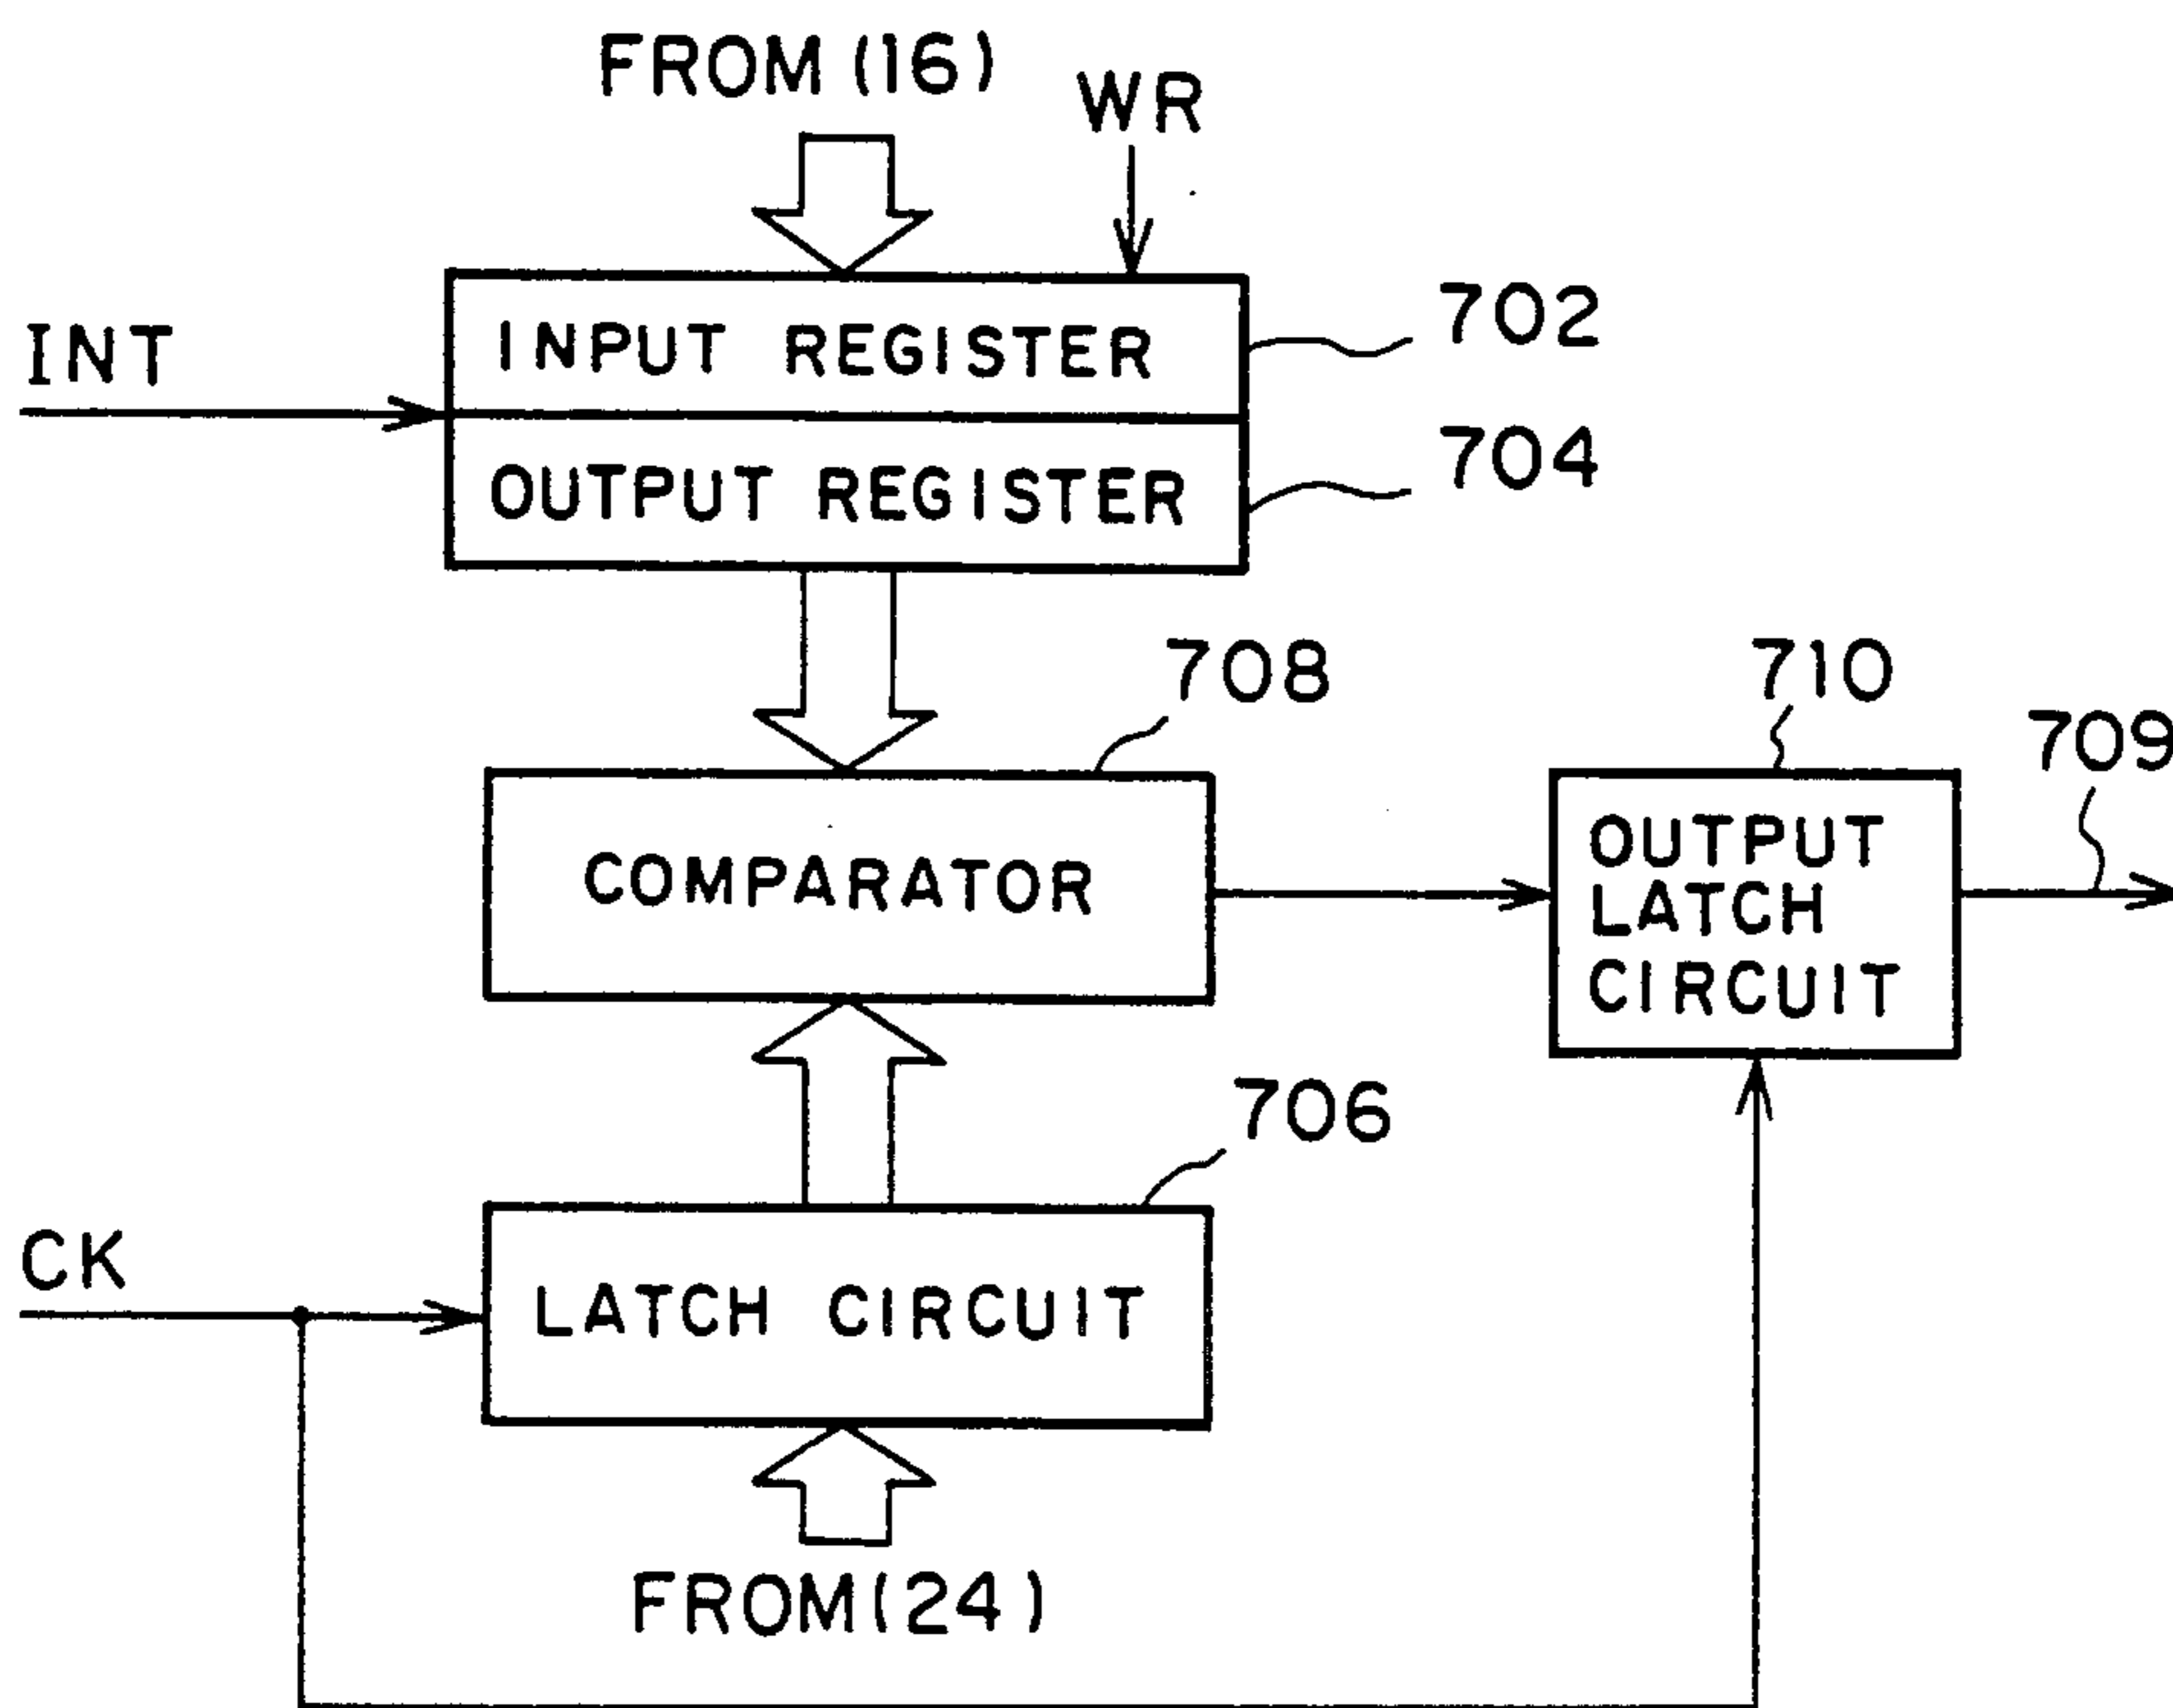 FROM (16)
WR
INT
INPUT REGISTER
702
OUTPUT REGISTER
704
708
710
709
COMPARATOR
OUTPUT
LATCH
CIRCUIT
706
CK
LATCH CIRCUIT
FROM (24)